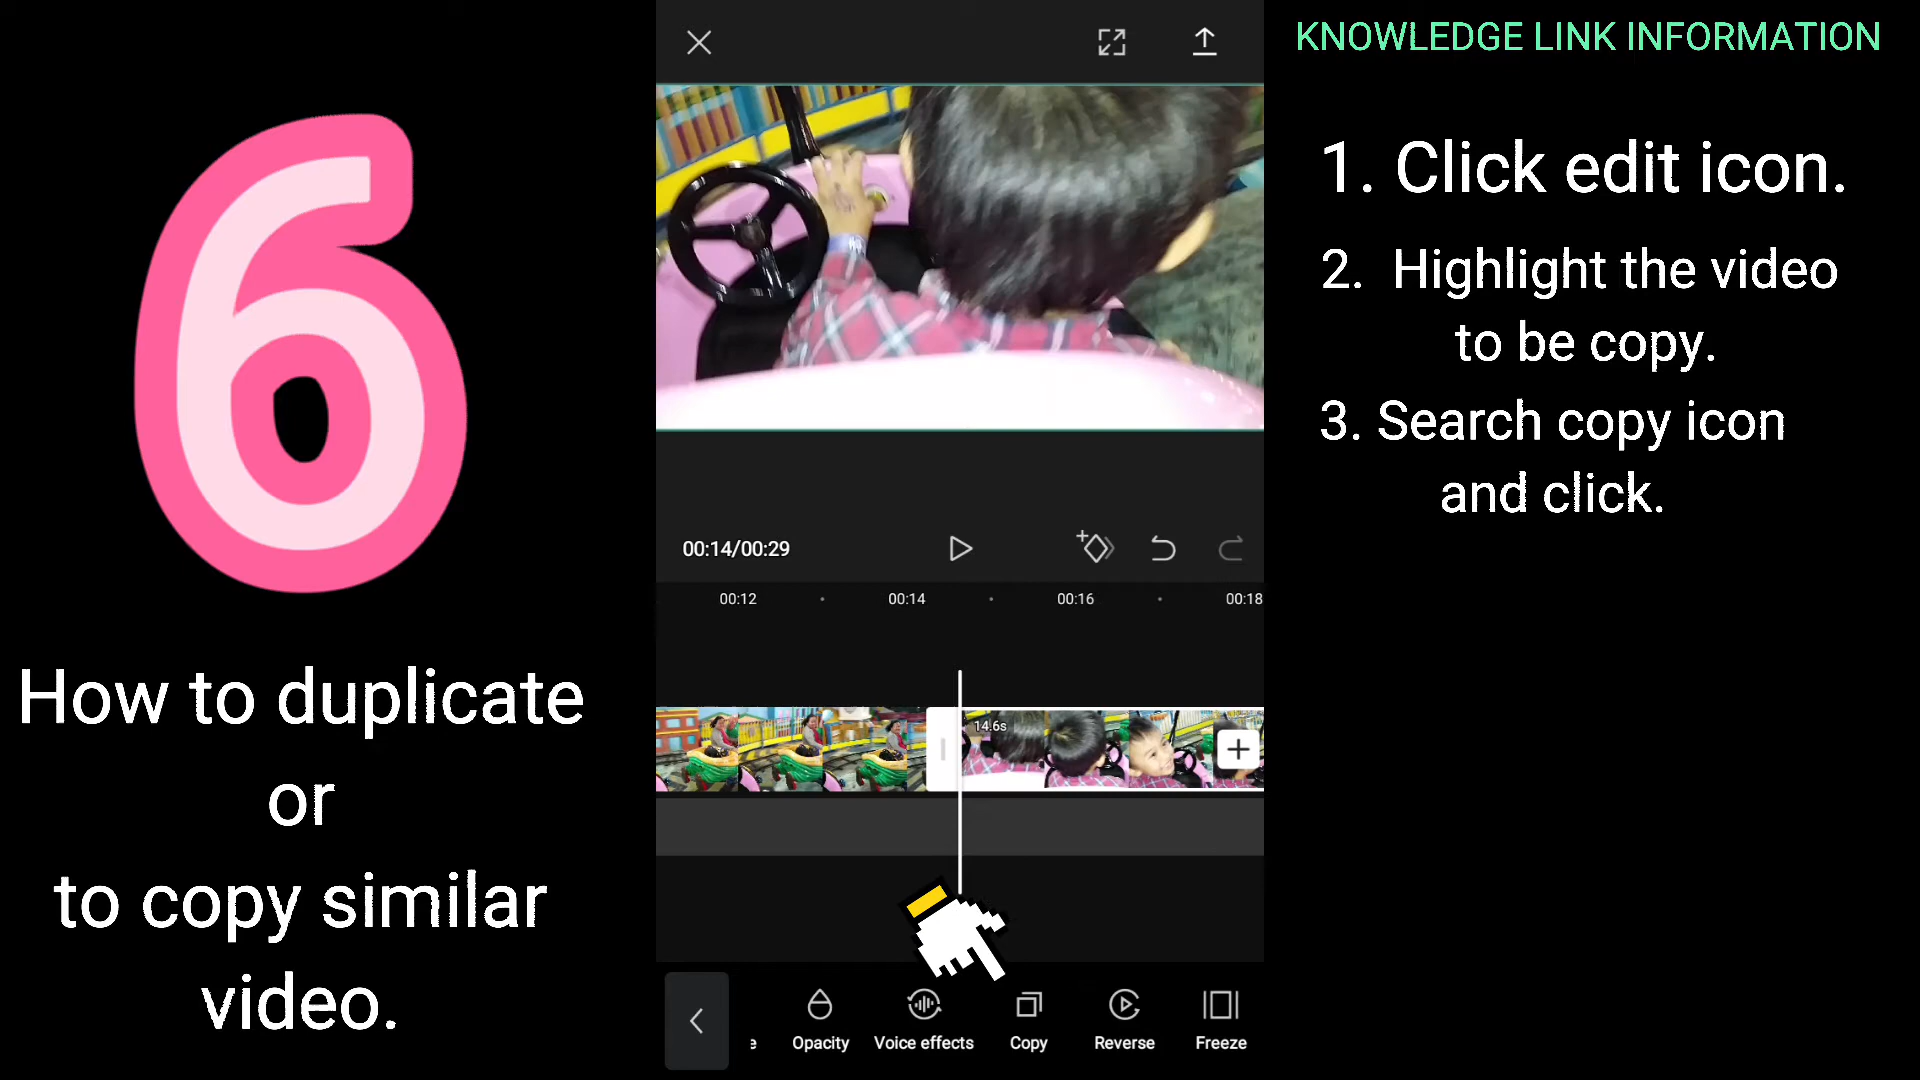 6
How to duplicate
or
to copy similar
video.
00:14/00:29
00:12
00:14
00:16
00:18
14.6s
e
Opacity
Voice effects
Copy
Reverse
Freeze
KNOWLEDGE LINK INFORMATION
1. Click edit icon.
2. Highlight the video
to be copy.
3. Search copy icon
and click.